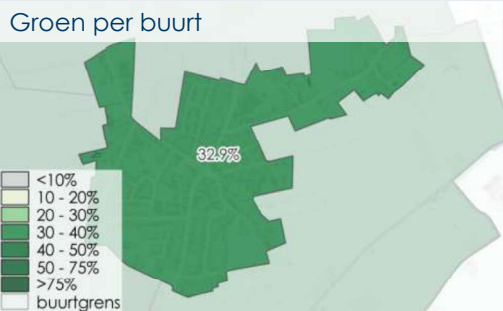 Groen per buurt
32.9%
<10%
10 - 20%
20 - 30%
30 - 40%
40 - 50%
50 - 75%
>75%
buurtgrens